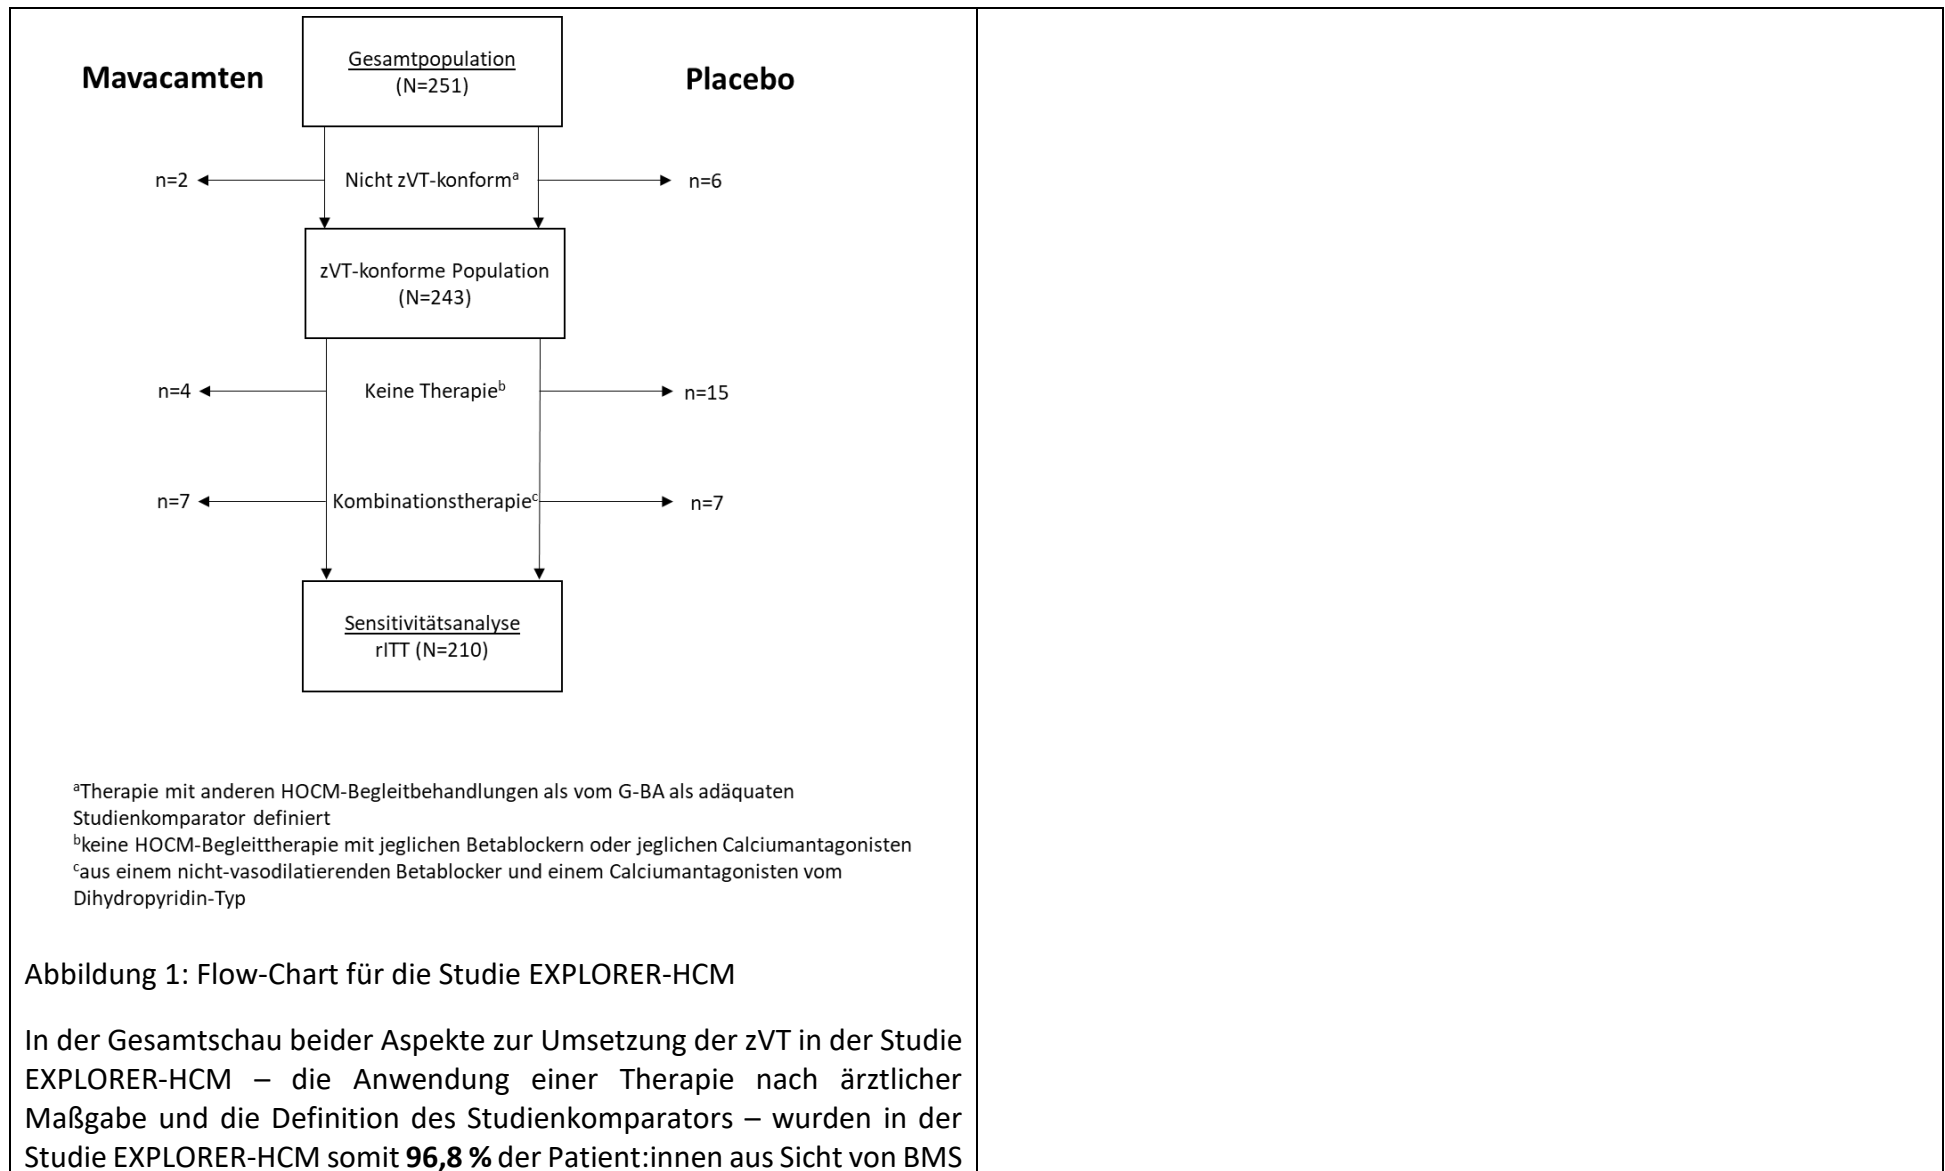 Mavacamten
Gesamtpopulation
(N=251)
Placebo
n=2
Nicht zVT-konformᵃ
n=6
zVT-konforme Population
(N=243)
n=4
Keine Therapieᵇ
n=15
n=7
Kombinationstherapieᶜ
n=7
Sensitivitätsanalyse
rITT (N=210)
ᵃTherapie mit anderen HOCM-Begleitbehandlungen als vom G-BA als adäquaten
Studienkomparator definiert
ᵇkeine HOCM-Begleittherapie mit jeglichen Betablockern oder jeglichen Calciumantagonisten
ᶜaus einem nicht-vasodilatierenden Betablocker und einem Calciumantagonisten vom
Dihydropyridin-Typ
Abbildung 1: Flow-Chart für die Studie EXPLORER-HCM
In der Gesamtschau beider Aspekte zur Umsetzung der zVT in der Studie
EXPLORER-HCM – die Anwendung einer Therapie nach ärztlicher
Maßgabe und die Definition des Studienkomparators – wurden in der
Studie EXPLORER-HCM somit 96,8 % der Patient:innen aus Sicht von BMS